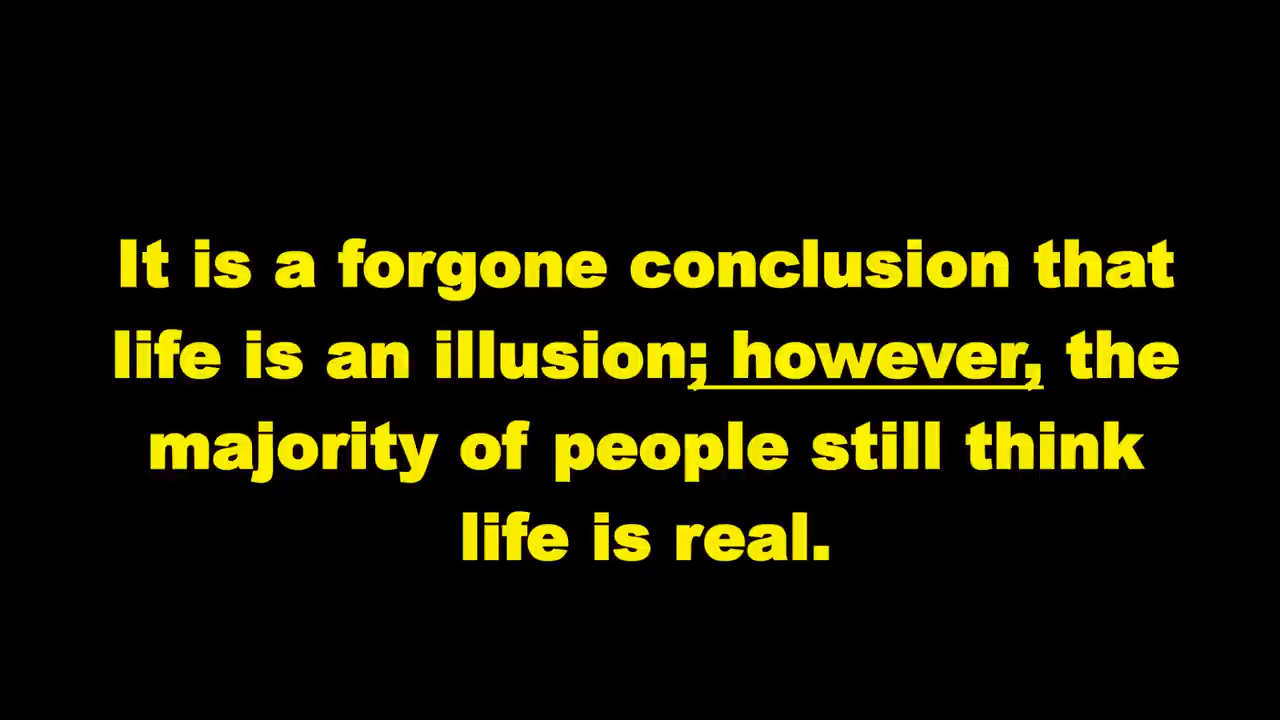 It is a forgone conclusion that
life is an illusion; however, the
majority of people still think
life is real.